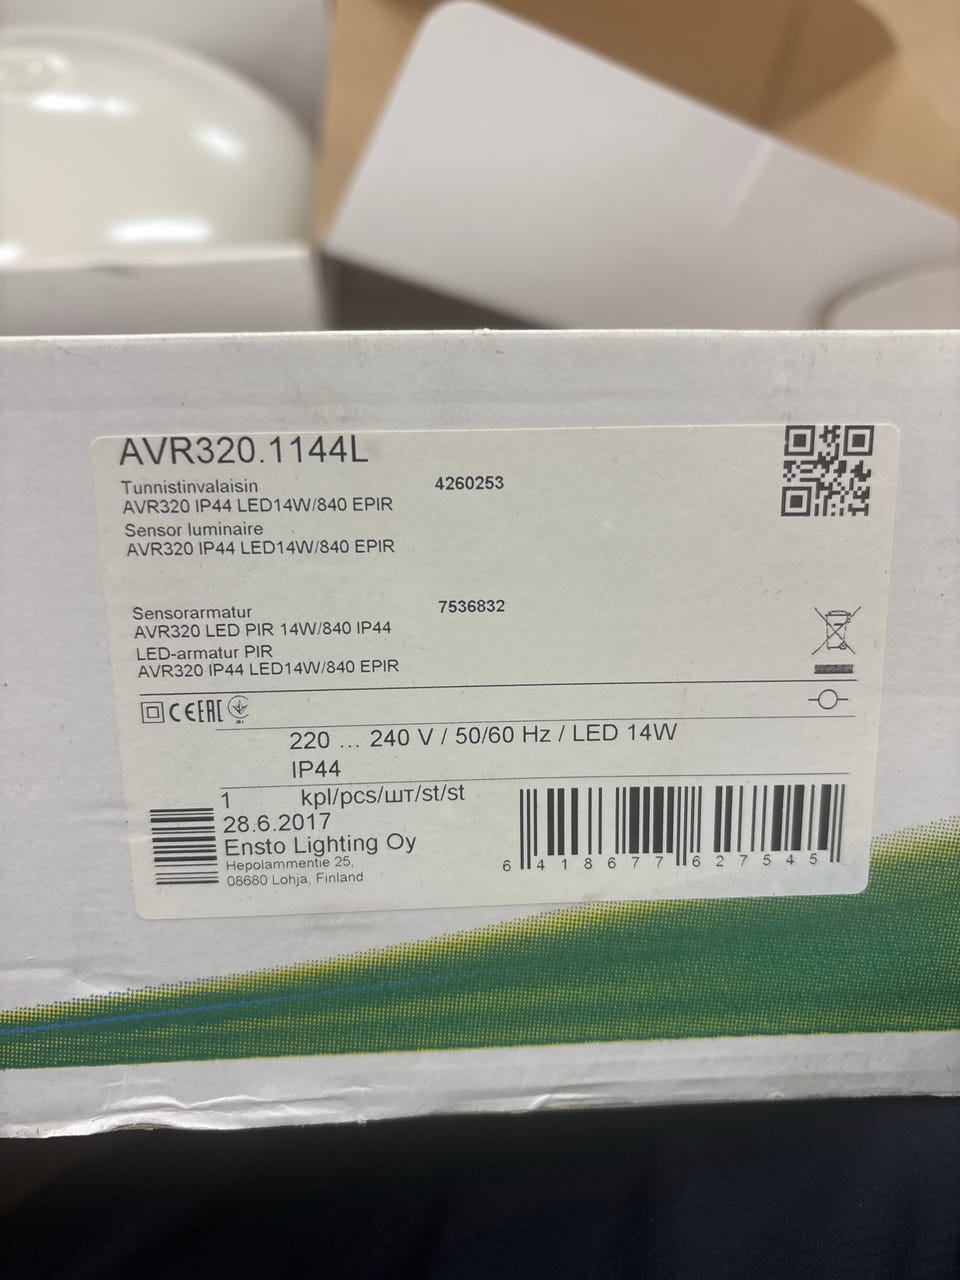 AVR320.1144L
Tunnistinvalaisin 4260253
AVR320 IP44 LED14W/840 EPIR
Sensor luminaire
AVR320 IP44 LED14W/840 EPIR
Sensorarmatur 7536832
AVR320 LED PIR 14W/840 IP44
LED-armatur PIR
AVR320 IP44 LED14W/840 EPIR
CE EAC
220 ... 240 V / 50/60 Hz / LED 14W
IP44
1 kpl/pcs/шт/st/st
28.6.2017
Ensto Lighting Oy
Hepolammentie 25,
08680 Lohja, Finland
6 418677 627545